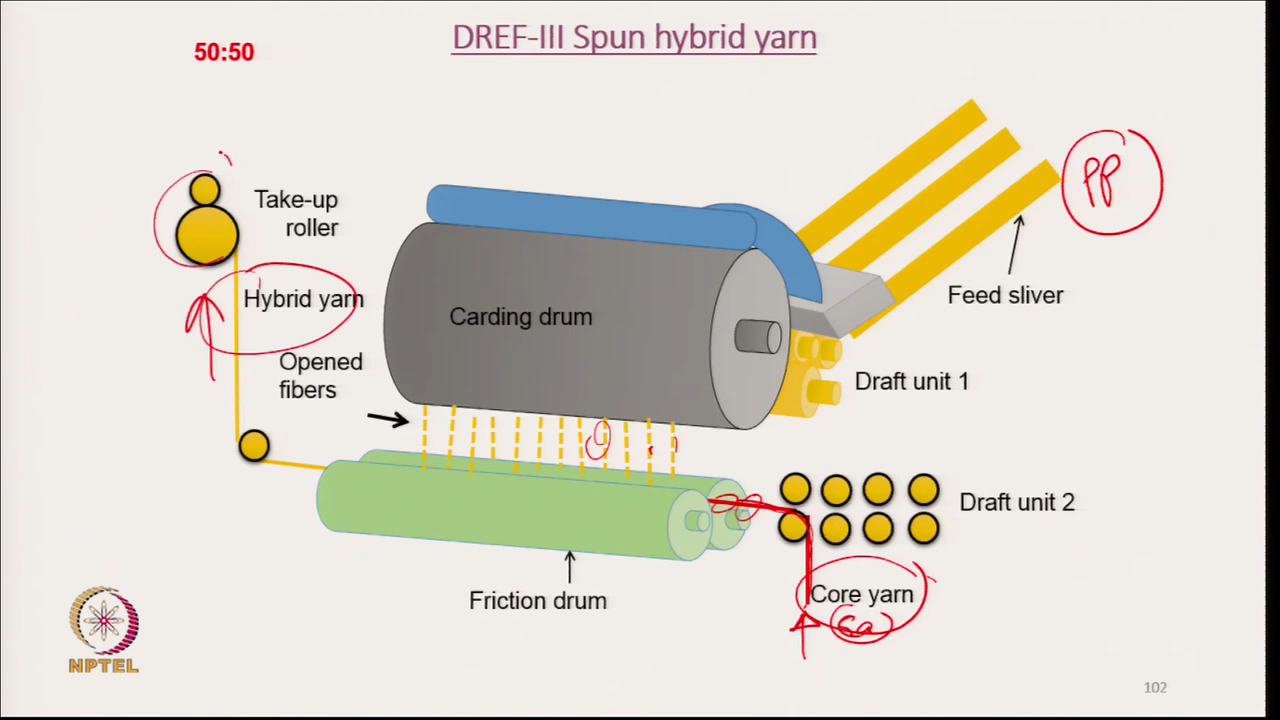 DREF-III Spun hybrid yarn
50:50
PP
Take-up
roller
Hybrid yarn
Carding drum
Feed sliver
Opened
fibers
Draft unit 1
Draft unit 2
Core yarn
Friction drum
NPTEL
102